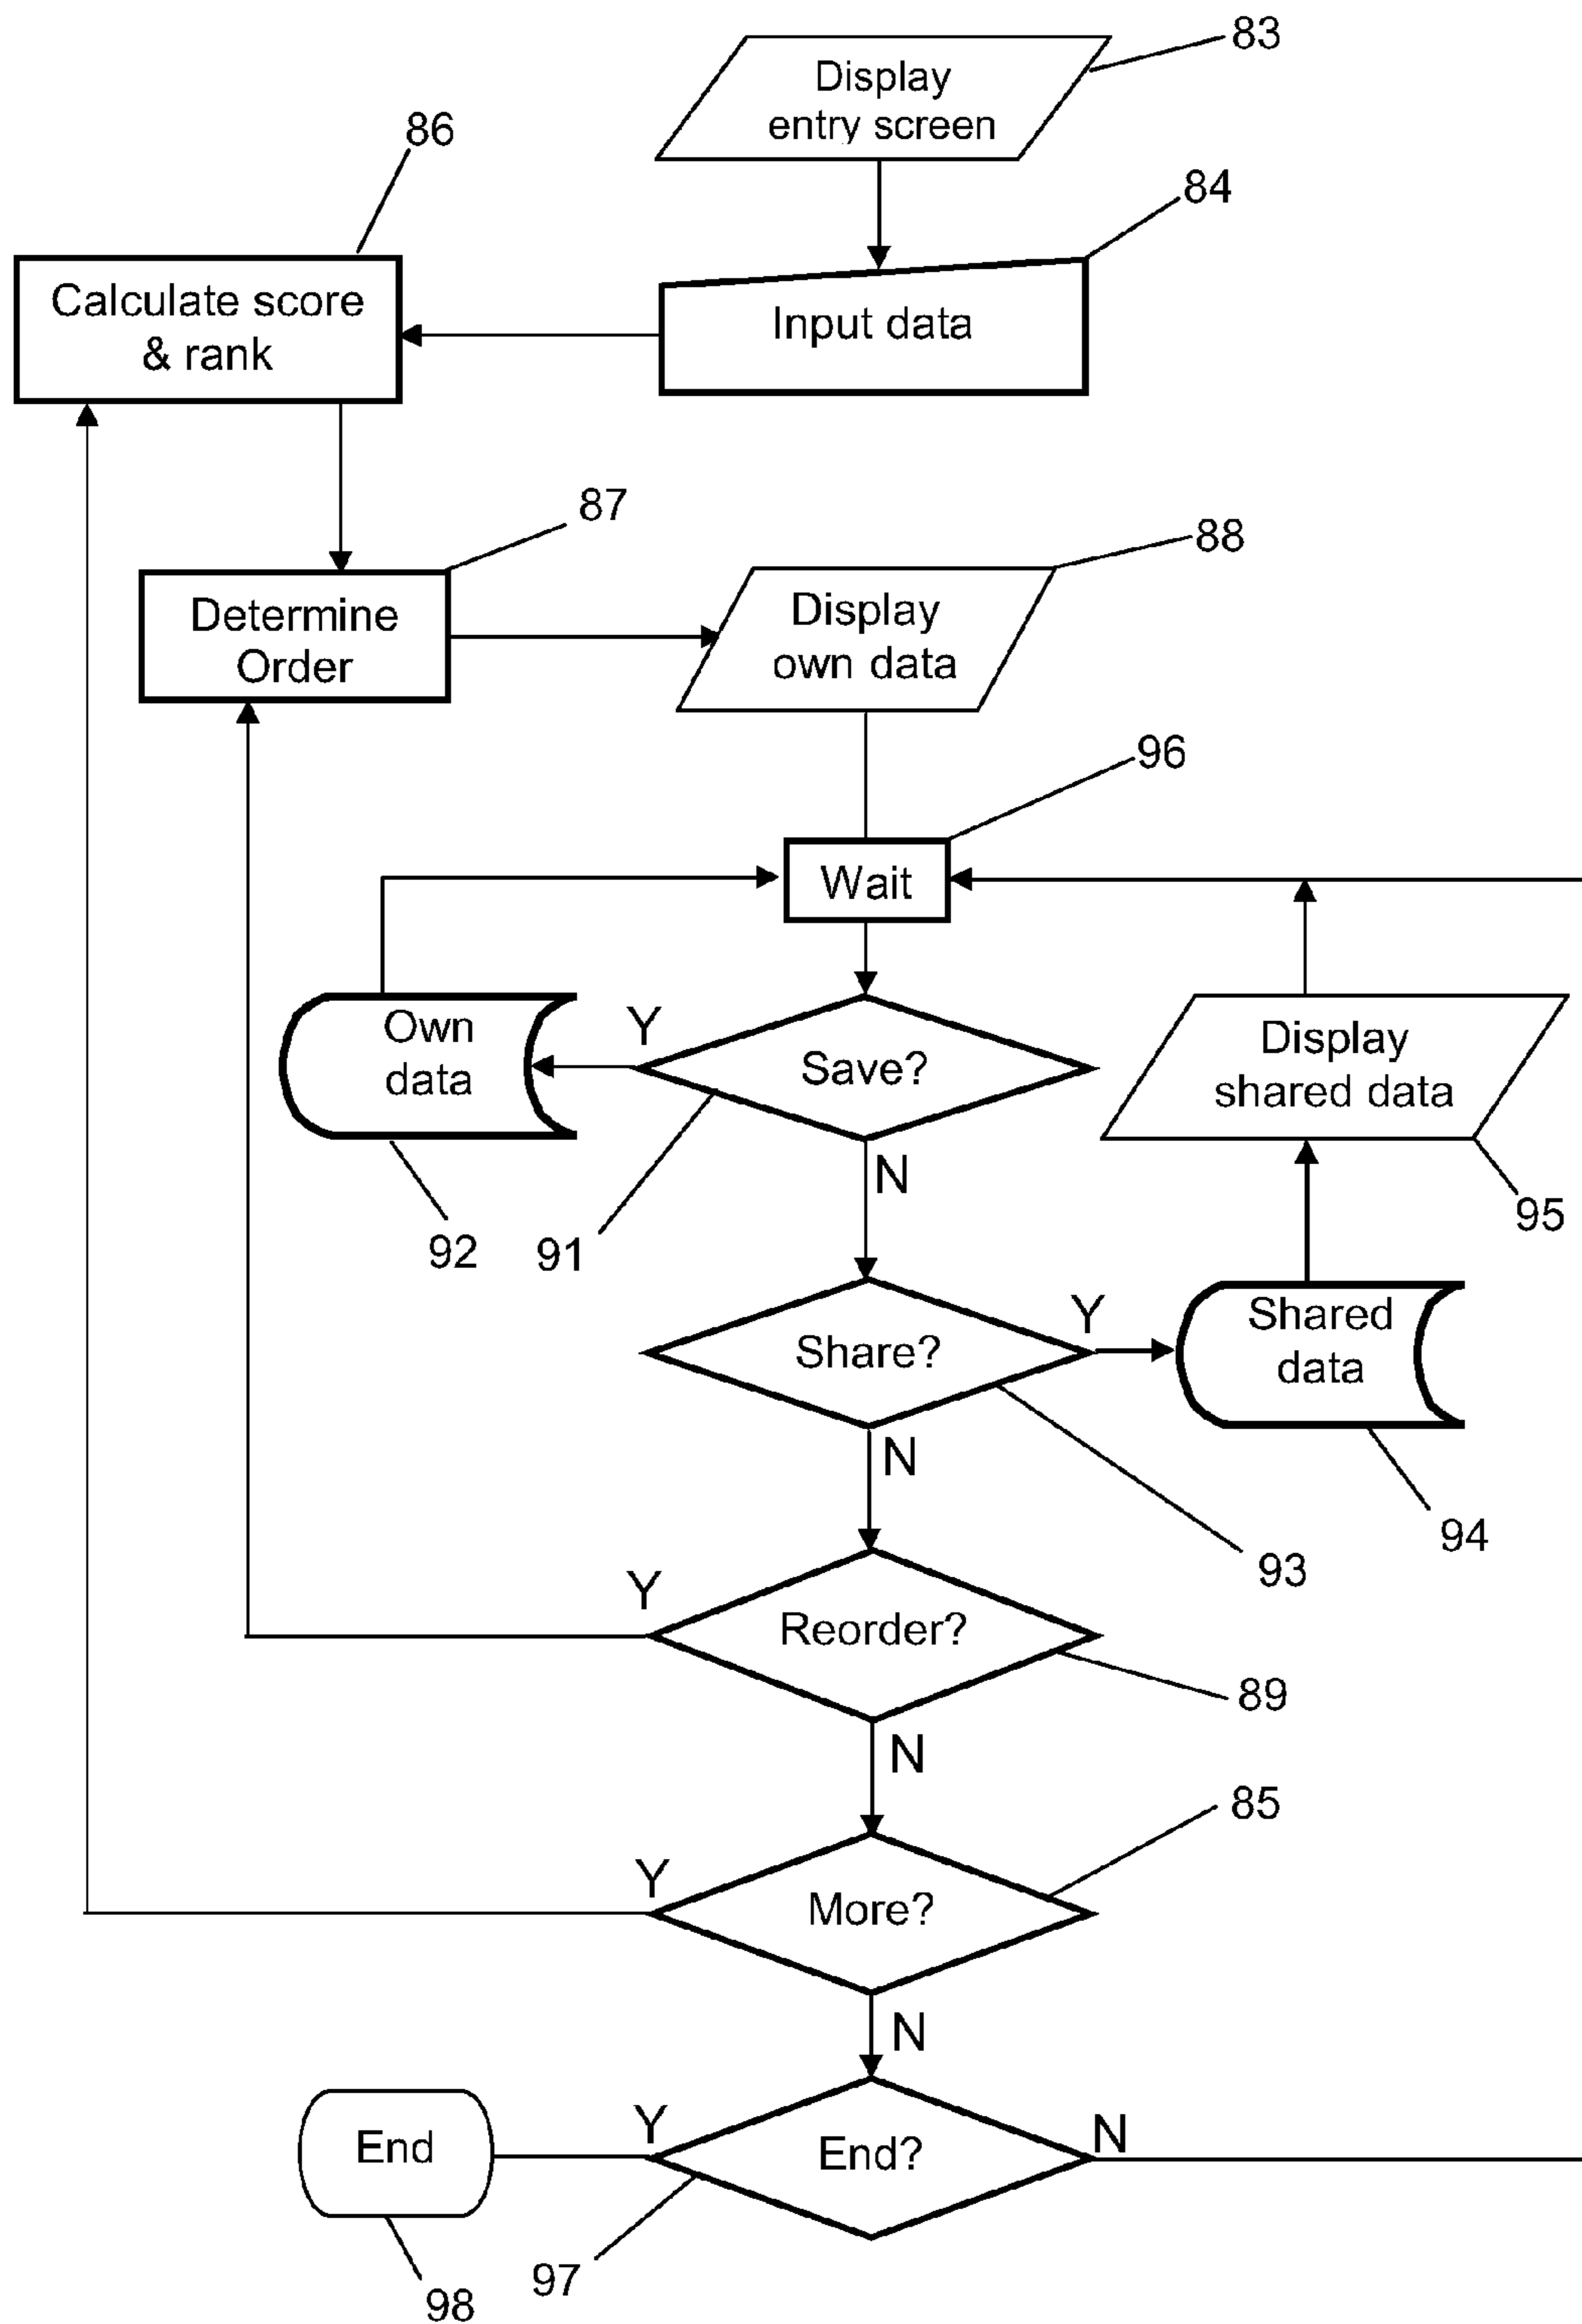 83
Display
entry screen
86
84
Calculate score
& rank
Input data
87
88
Determine
Order
Display
own data
96
Wait
Own
data
Y
Save?
Display
shared data
N
92
91
95
Share?
Y
Shared
data
N
94
93
Y
Reorder?
89
N
85
Y
More?
N
End
Y
End?
N
97
98